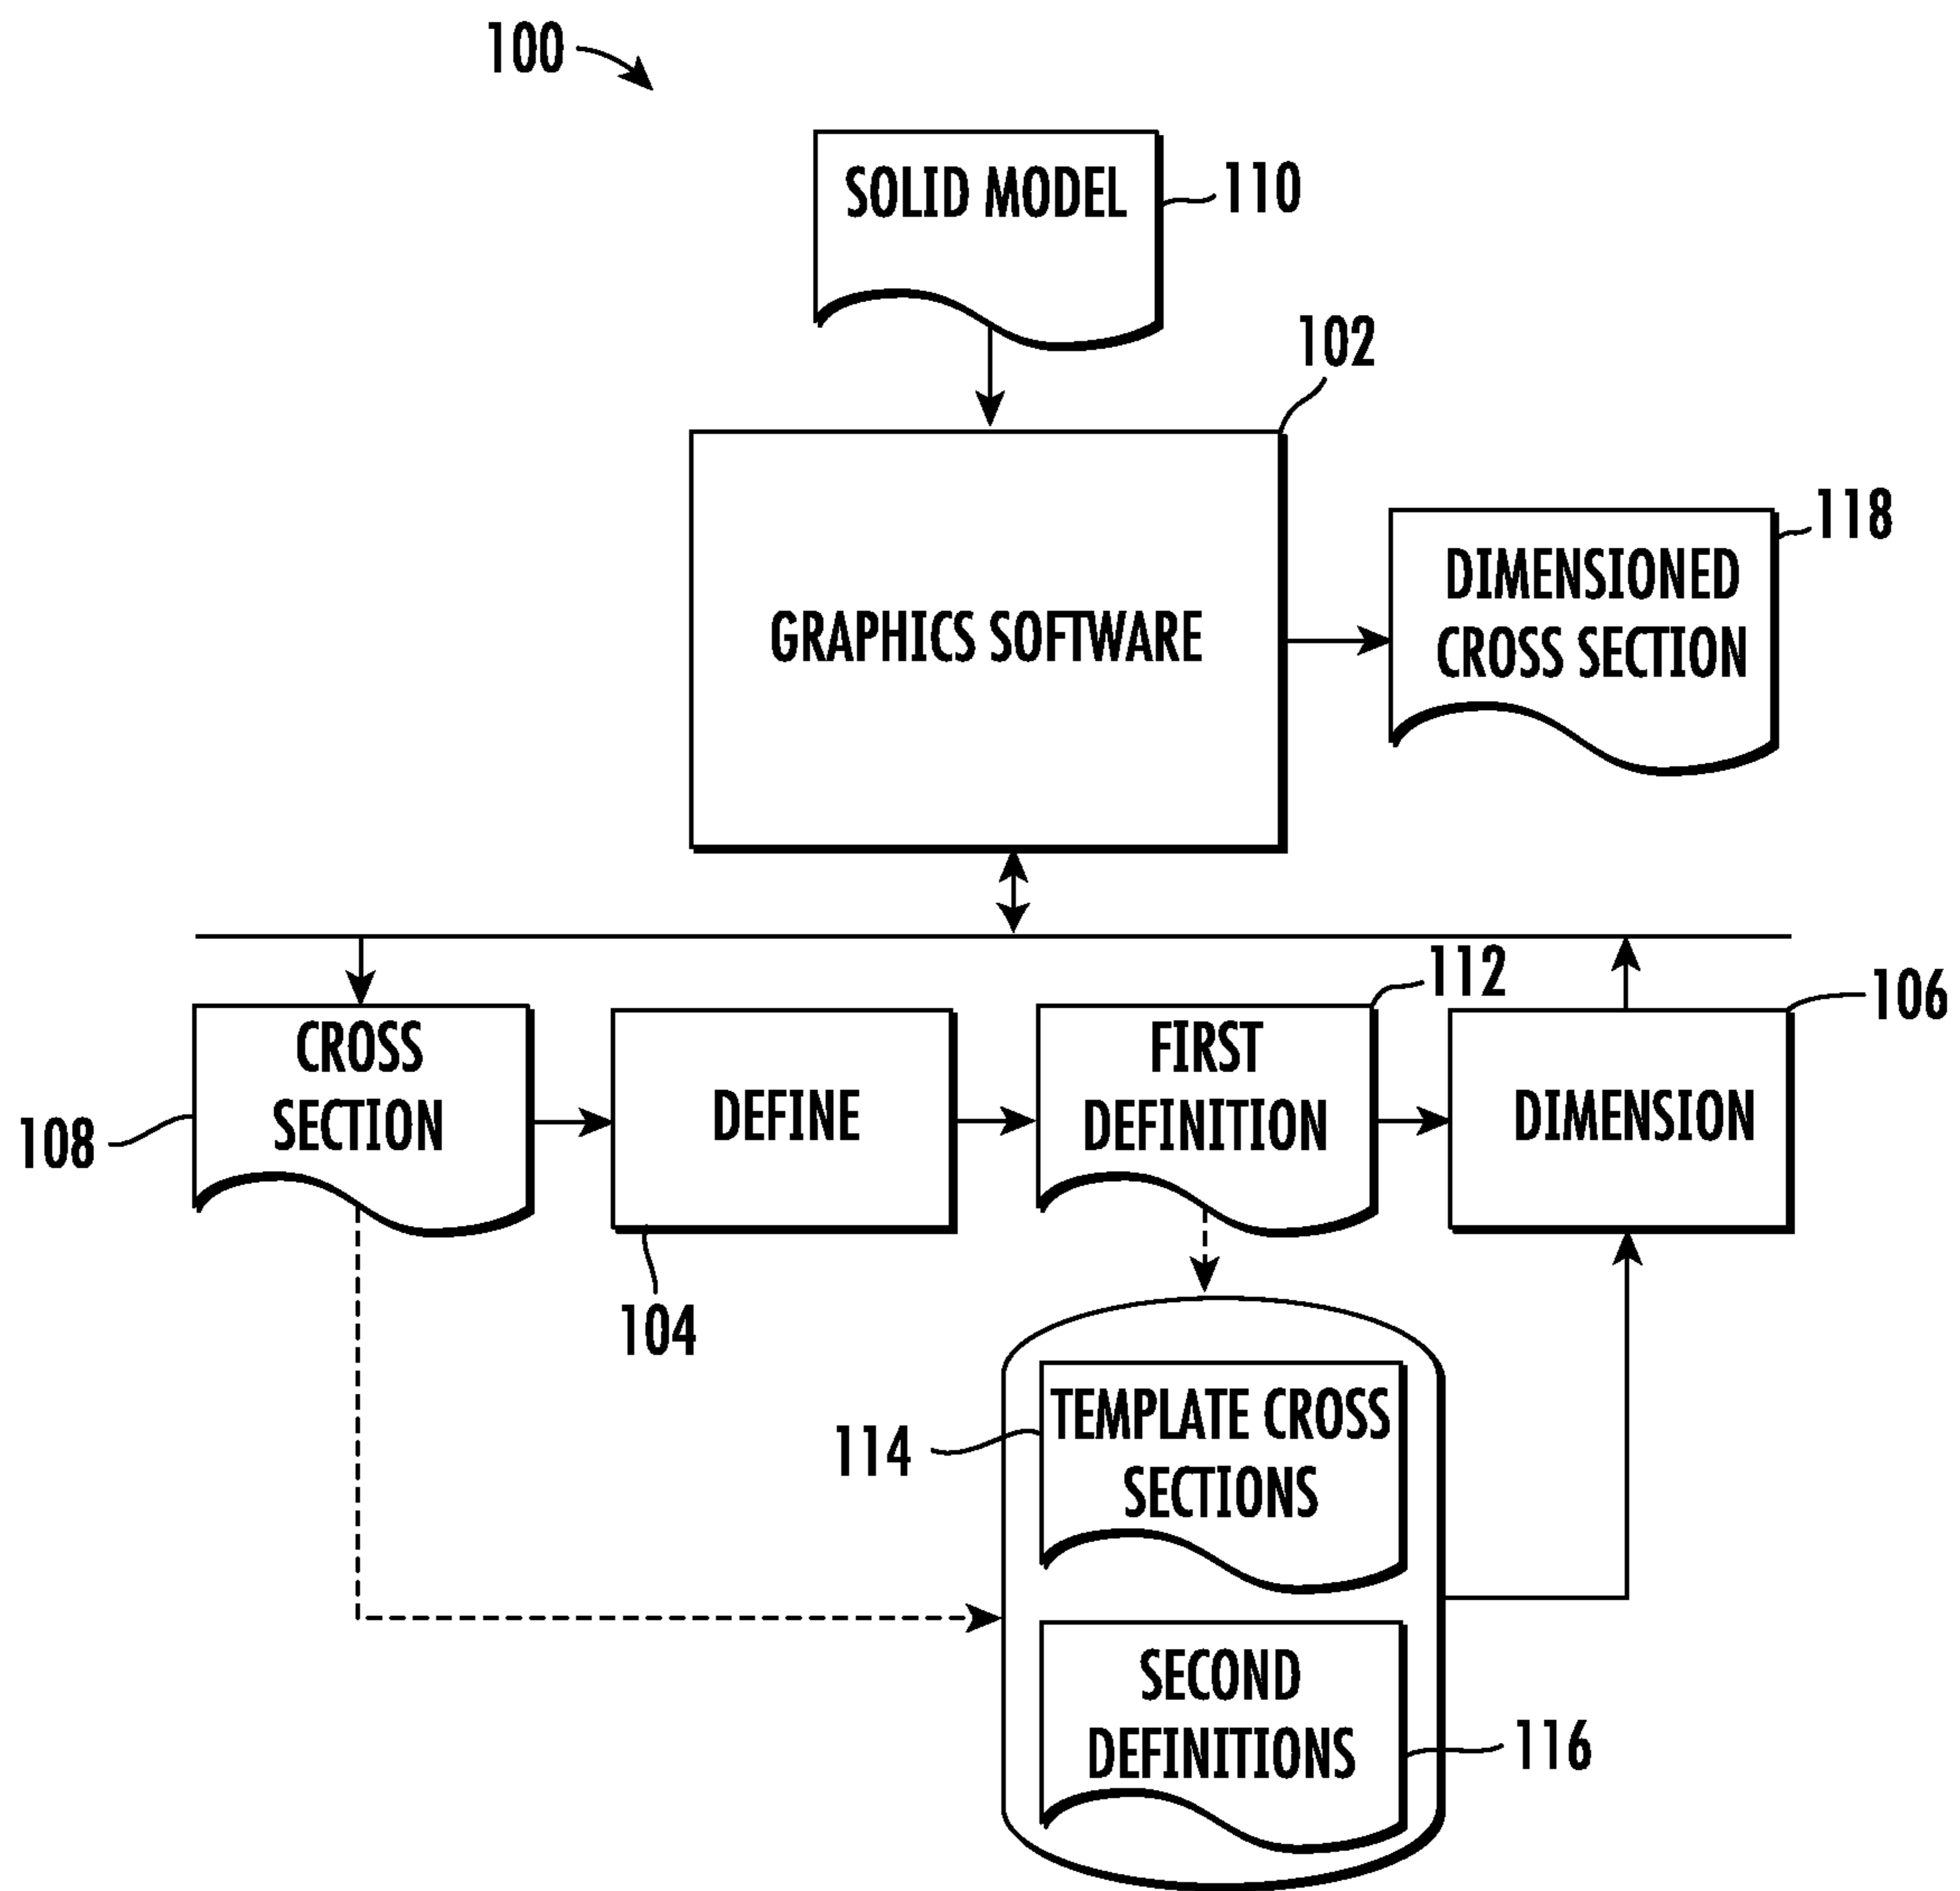 100
SOLID MODEL
110
102
GRAPHICS SOFTWARE
118
DIMENSIONED
CROSS SECTION
112
106
CROSS
SECTION
108
DEFINE
104
FIRST
DEFINITION
DIMENSION
114
TEMPLATE CROSS
SECTIONS
SECOND
DEFINITIONS
116